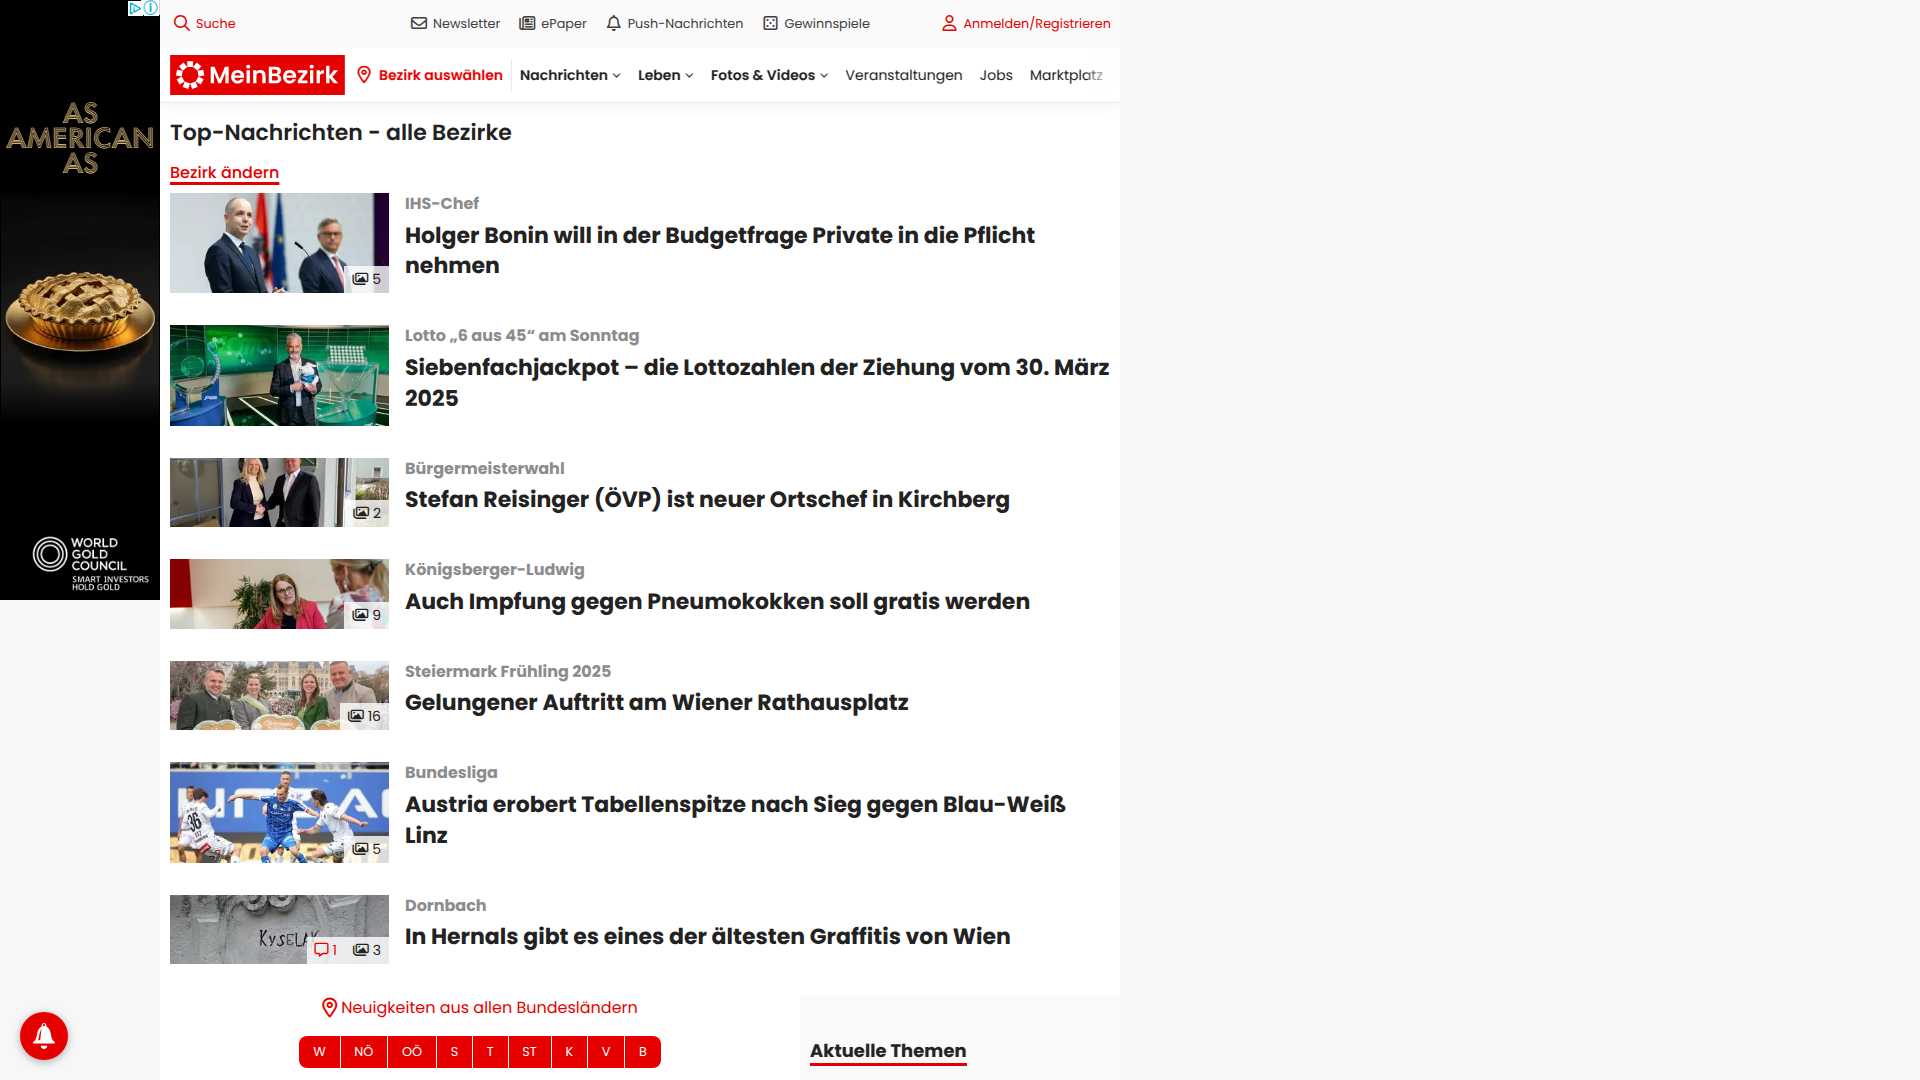 Suche
Newsletter
ePaper
Push-Nachrichten
Gewinnspiele
Anmelden/Registrieren
MeinBezirk
Bezirk auswählen
Nachrichten
Leben
Fotos & Videos
Veranstaltungen
Jobs
Marktplatz
AS
AMERICAN
AS
WORLD
GOLD
COUNCIL
SMART INVESTORS
HOLD GOLD
Top-Nachrichten - alle Bezirke
Bezirk ändern
5
IHS-Chef
Holger Bonin will in der Budgetfrage Private in die Pflicht
nehmen
Lotto „6 aus 45“ am Sonntag
Siebenfachjackpot – die Lottozahlen der Ziehung vom 30. März
2025
2
Bürgermeisterwahl
Stefan Reisinger (ÖVP) ist neuer Ortschef in Kirchberg
9
Königsberger-Ludwig
Auch Impfung gegen Pneumokokken soll gratis werden
16
Steiermark Frühling 2025
Gelungener Auftritt am Wiener Rathausplatz
36
5
Bundesliga
Austria erobert Tabellenspitze nach Sieg gegen Blau-Weiß
Linz
KYSELAK
1
3
Dornbach
In Hernals gibt es eines der ältesten Graffitis von Wien
Neuigkeiten aus allen Bundesländern
W
NÖ
OÖ
S
T
ST
K
V
B
Aktuelle Themen